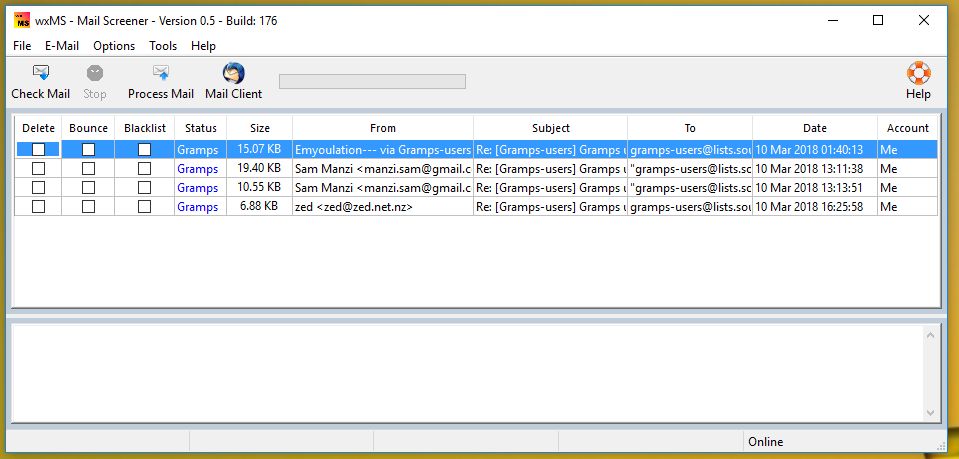 wxMS - Mail Screener - Version 0.5 - Build: 176
File E-Mail Options Tools Help
Check Mail Stop Process Mail Mail Client Help
Delete Bounce Blacklist Status Size From Subject To Date Account
Gramps 15.07 KB Emyoulation--- via Gramps-users Re: [Gramps-users] Gramps u gramps-users@lists.sou 10 Mar 2018 01:40:13 Me
Gramps 19.40 KB Sam Manzi <manzi.sam@gmail.c Re: [Gramps-users] Gramps u "gramps-users@lists.so 10 Mar 2018 13:11:38 Me
Gramps 10.55 KB Sam Manzi <manzi.sam@gmail.c Re: [Gramps-users] Gramps u "gramps-users@lists.so 10 Mar 2018 13:13:51 Me
Gramps 6.88 KB zed <zed@zed.net.nz> Re: [Gramps-users] Gramps u gramps-users@lists.sou 10 Mar 2018 16:25:58 Me
Online